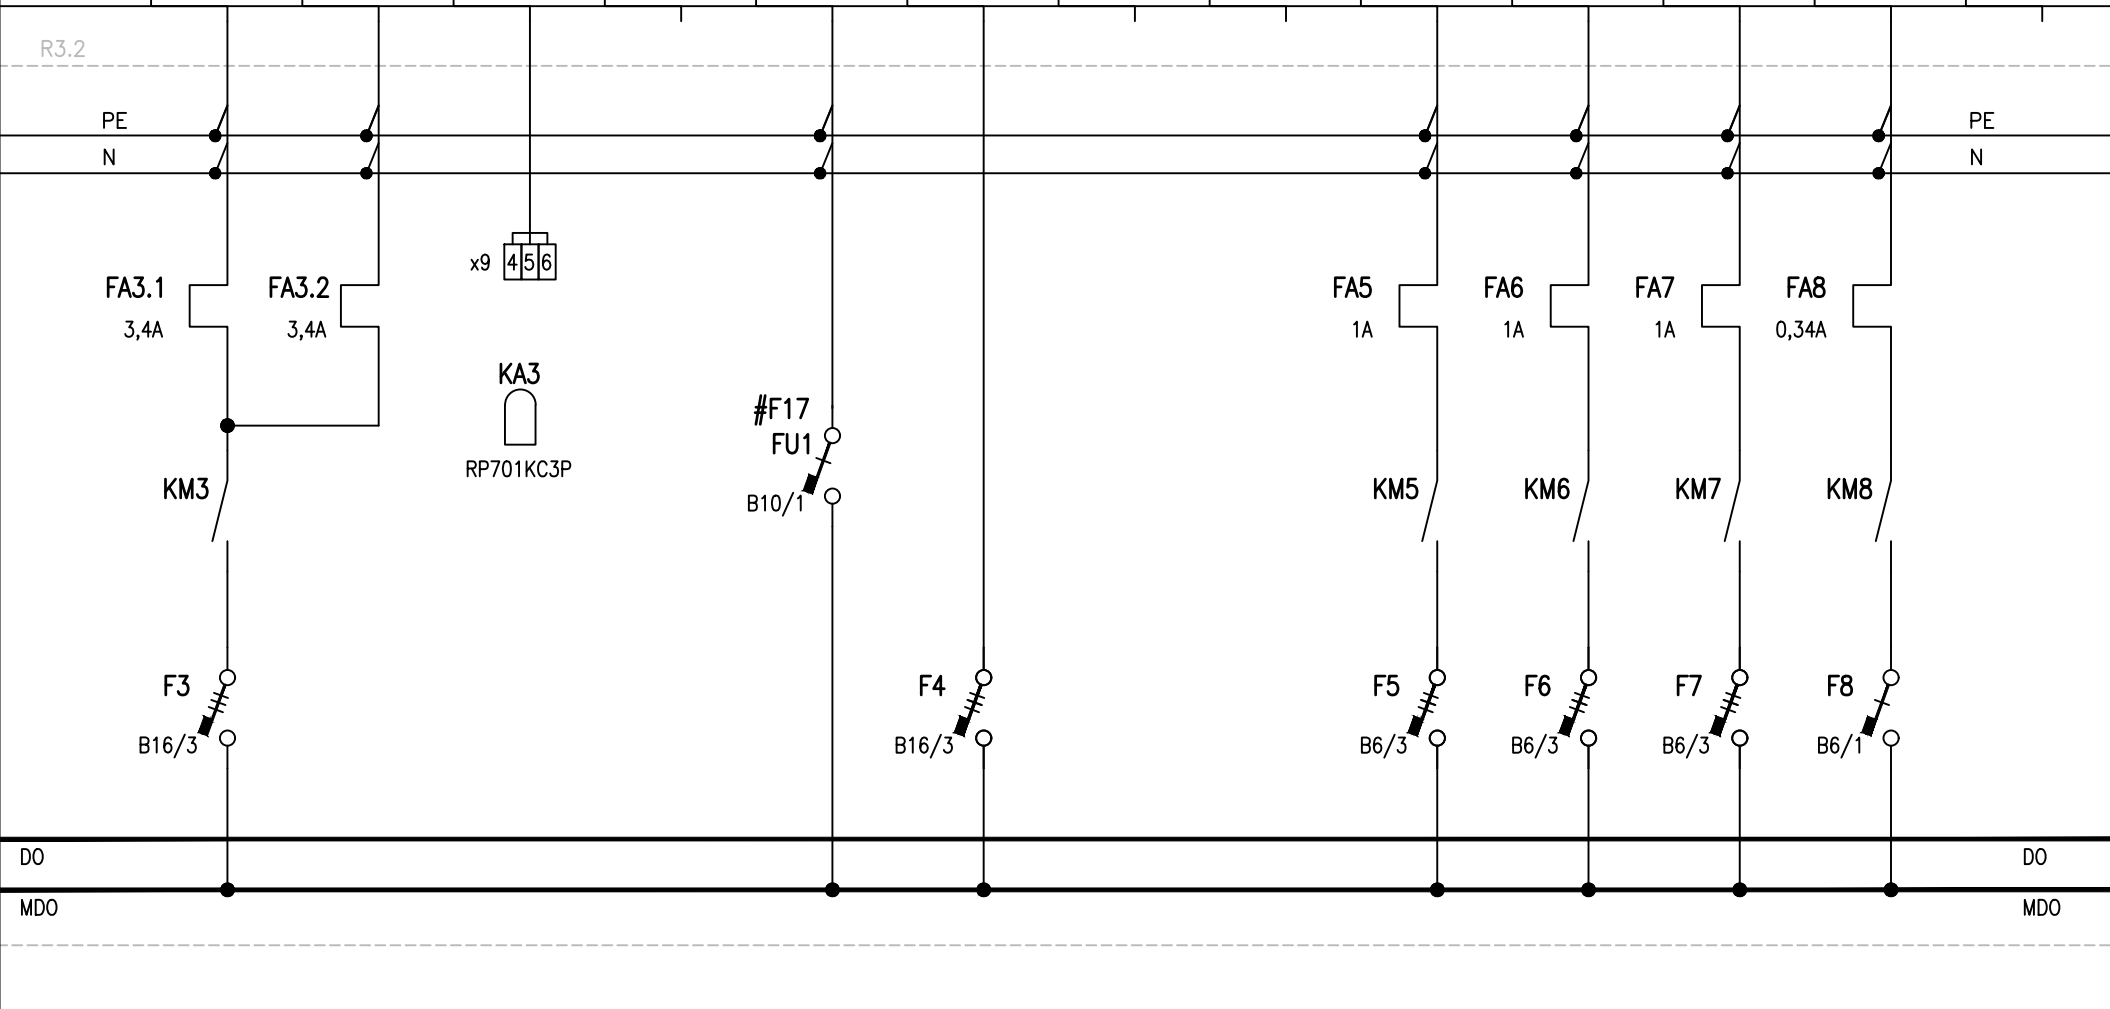 R3.2
PE
PE
N
N
x9 4 5 6
FA3.1
3,4A
FA3.2
3,4A
FA5
1A
FA6
1A
FA7
1A
FA8
0,34A
KA3
RP701KC3P
#F17
FU1
B10/1
KM3
KM5
KM6
KM7
KM8
F3
B16/3
F4
B16/3
F5
B6/3
F6
B6/3
F7
B6/3
F8
B6/1
DO
DO
MDO
MDO